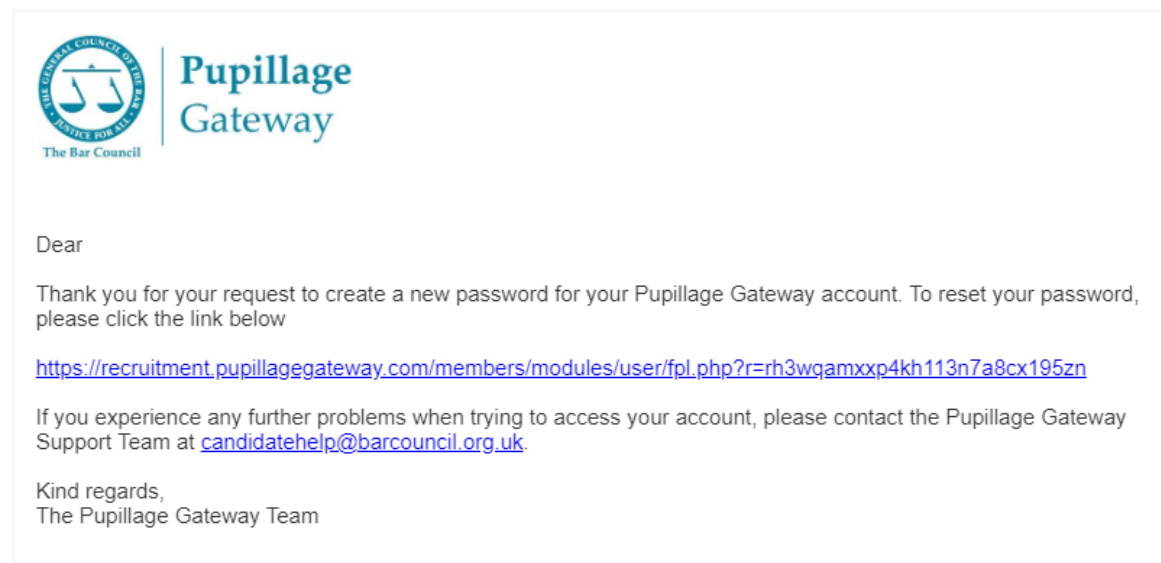 THE GENERAL COUNCIL OF THE BAR
JUSTICE FOR ALL
The Bar Council
Pupillage
Gateway
Dear
Thank you for your request to create a new password for your Pupillage Gateway account. To reset your password,
please click the link below
https://recruitment.pupillagegateway.com/members/modules/user/fpl.php?r=rh3wqamxxp4kh113n7a8cx195zn
If you experience any further problems when trying to access your account, please contact the Pupillage Gateway
Support Team at candidatehelp@barcouncil.org.uk.
Kind regards,
The Pupillage Gateway Team